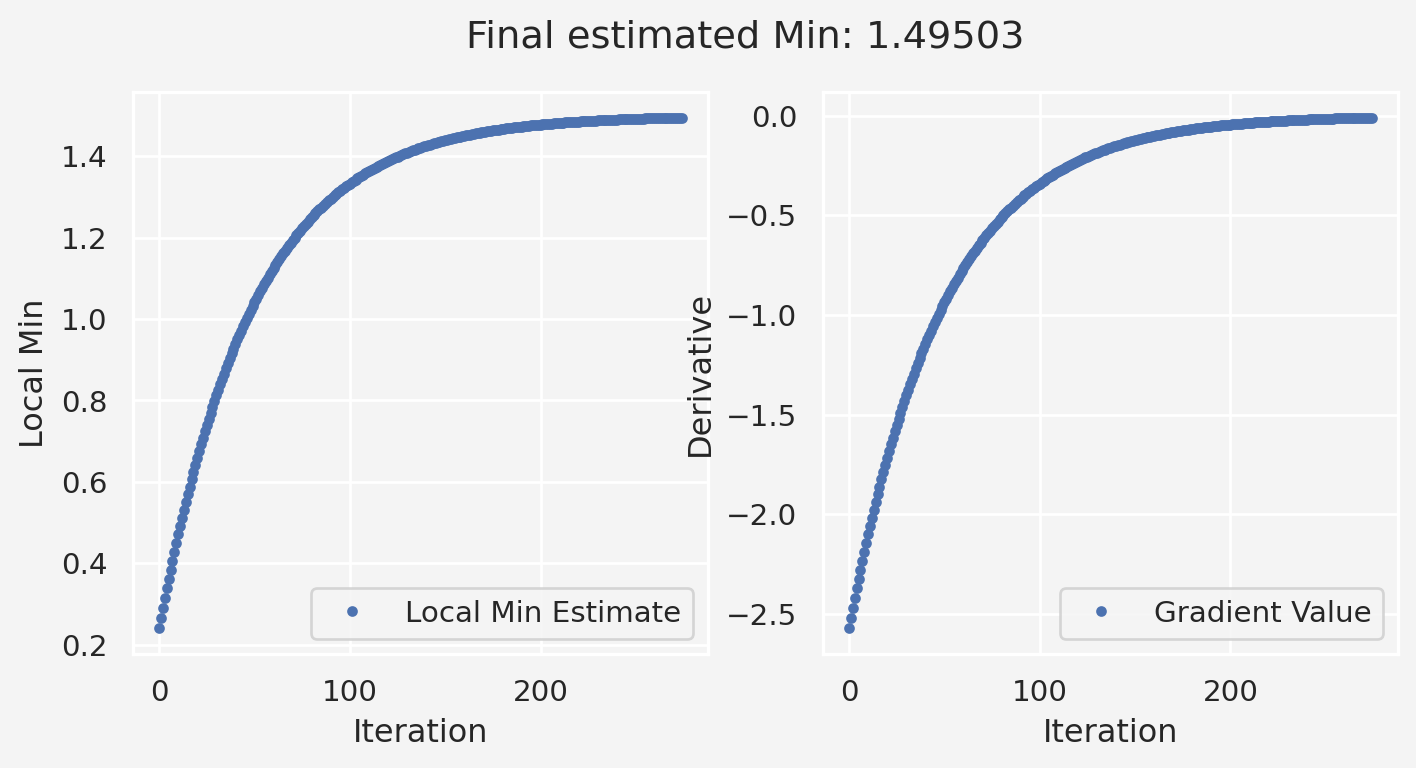 Final estimated Min: 1.49503
Local Min
1.4
1.2
1.0
0.8
0.6
0.4
0.2
0
100
200
Iteration
Local Min Estimate
Derivative
0.0
−0.5
−1.0
−1.5
−2.0
−2.5
0
100
200
Iteration
Gradient Value